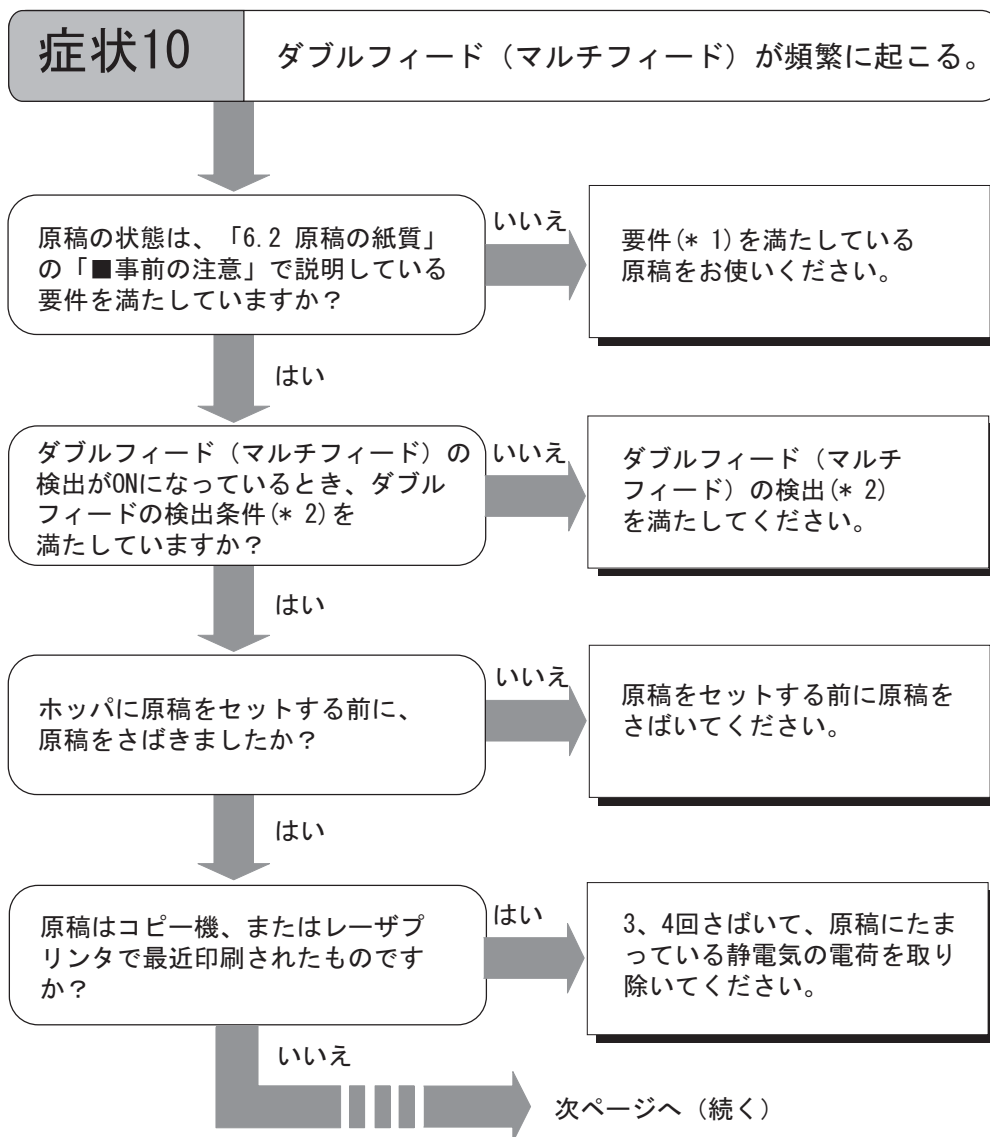 症状10
ダブルフィード（マルチフィード）が頻繁に起こる。
原稿の状態は、「6.2 原稿の紙質」
の「■事前の注意」で説明している
要件を満たしていますか？
いいえ
要件(* 1)を満たしている
原稿をお使いください。
はい
ダブルフィード（マルチフィード）の
検出がONになっているとき、ダブル
フィードの検出条件(* 2)を
満たしていますか？
いいえ
ダブルフィード（マルチ
フィード）の検出(* 2)
を満たしてください。
はい
ホッパに原稿をセットする前に、
原稿をさばきましたか？
いいえ
原稿をセットする前に原稿を
さばいてください。
はい
原稿はコピー機、またはレーザプ
リンタで最近印刷されたものです
か？
はい
3、4回さばいて、原稿にたま
っている静電気の電荷を取り
除いてください。
いいえ
次ページへ（続く）